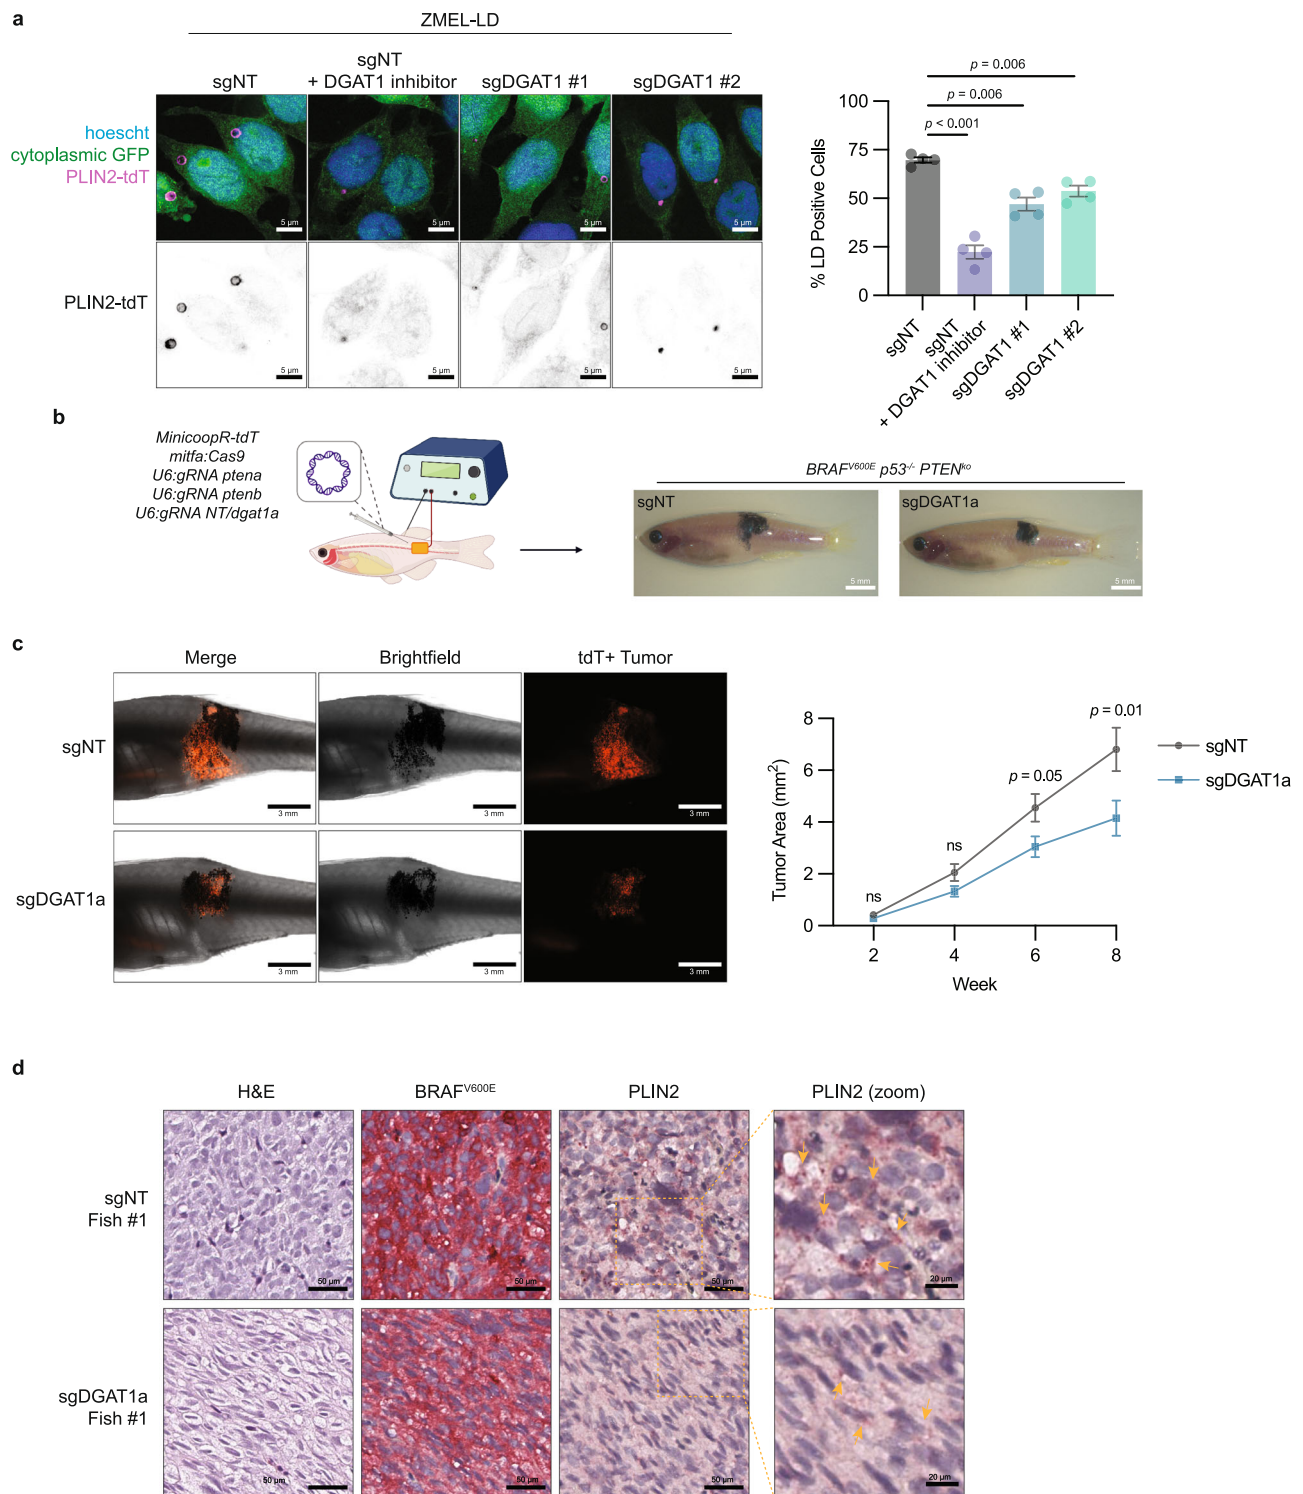 a
ZMEL-LD
sgNT
sgNT
+ DGAT1 inhibitor
sgDGAT1 #1
sgDGAT1 #2
hoescht
cytoplasmic GFP
PLIN2-tdT
5 µm
5 µm
5 µm
5 µm
PLIN2-tdT
5 µm
5 µm
5 µm
5 µm
p = 0.006
p = 0.006
p < 0.001
% LD Positive Cells
100
75
50
25
0
sgNT
sgNT
+ DGAT1 inhibitor
sgDGAT1 #1
sgDGAT1 #2
b
MinicoopR-tdT
mitfa:Cas9
U6:gRNA ptena
U6:gRNA ptenb
U6:gRNA NT/dgat1a
BRAF^V600E p53^-/- PTEN^ko
sgNT
sgDGAT1a
5 mm
5 mm
c
Merge
Brightfield
tdT+ Tumor
sgNT
3 mm
3 mm
3 mm
sgDGAT1a
3 mm
3 mm
3 mm
Tumor Area (mm²)
8
6
4
2
0
ns
ns
p = 0.05
p = 0.01
2
4
6
8
Week
sgNT
sgDGAT1a
d
H&E
BRAF^V600E
PLIN2
PLIN2 (zoom)
sgNT
Fish #1
50 µm
50 µm
50 µm
20 µm
sgDGAT1a
Fish #1
50 µm
50 µm
50 µm
20 µm